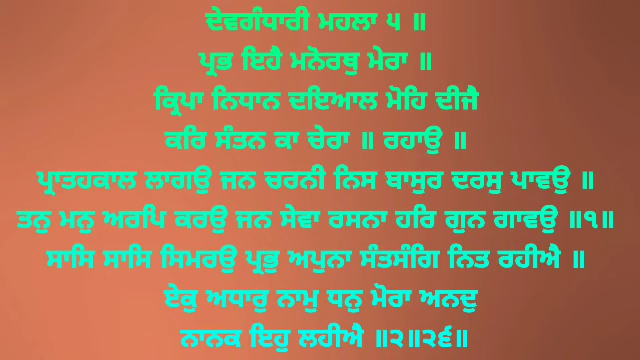 ਦੇਵਗੰਧਾਰੀ ਮਹਲਾ ੫ ॥
ਪ੍ਰਭ ਇਹੈ ਮਨੋਰਥੁ ਮੇਰਾ ॥
ਕ੍ਰਿਪਾ ਨਿਧਾਨ ਦਇਆਲ ਮੋਹਿ ਦੀਜੈ
ਕਰਿ ਸੰਤਨ ਕਾ ਚੇਰਾ ॥ ਰਹਾਉ ॥
ਪ੍ਰਾਤਹਕਾਲ ਲਾਗਉ ਜਨ ਚਰਨੀ ਨਿਸ ਬਾਸੁਰ ਦਰਸੁ ਪਾਵਉ ॥
ਤਨੁ ਮਨੁ ਅਰਪਿ ਕਰਉ ਜਨ ਸੇਵਾ ਰਸਨਾ ਹਰਿ ਗੁਨ ਗਾਵਉ ॥੧॥
ਸਾਸਿ ਸਾਸਿ ਸਿਮਰਉ ਪ੍ਰਭੁ ਅਪੁਨਾ ਸੰਤਸੰਗਿ ਨਿਤ ਰਹੀਐ ॥
ਏਕੁ ਅਧਾਰੁ ਨਾਮੁ ਧਨੁ ਮੋਰਾ ਅਨਦੁ
ਨਾਨਕ ਇਹੁ ਲਹੀਐ ॥੨॥੨੬॥